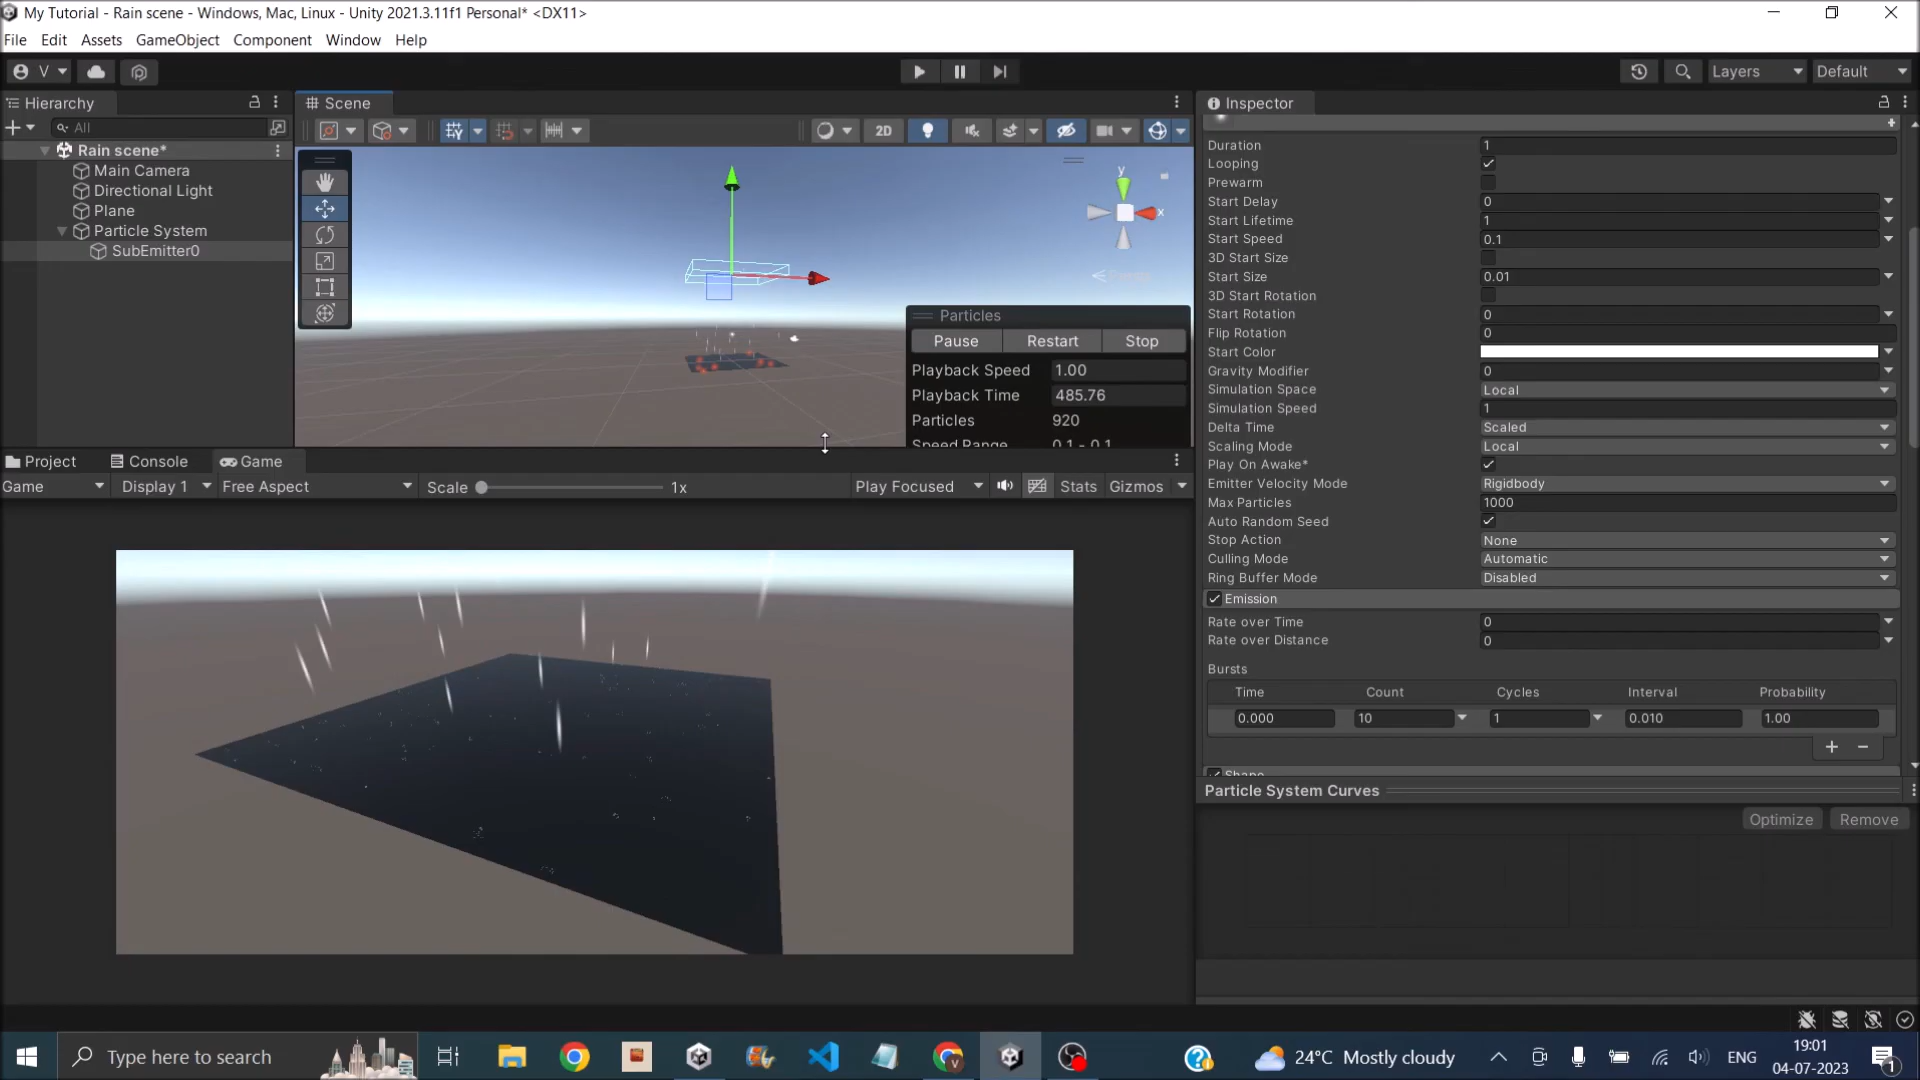 My Tutorial - Rain scene - Windows, Mac, Linux - Unity 2021.3.11f1 Personal* <DX11>
File Edit Assets GameObject Component Window Help
V Layers Default
Hierarchy
All
Rain scene*
Main Camera
Directional Light
Plane
Particle System
SubEmitter0
Scene
2D
y
x
Particles
Pause Restart Stop
Playback Speed 1.00
Playback Time 485.76
Particles 920
Speed Range 0.1 - 0.1
Project Console Game
Game Display 1 Free Aspect Scale 1x Play Focused Stats Gizmos
Inspector
Duration 1
Looping
Prewarm
Start Delay 0
Start Lifetime 1
Start Speed 0.1
3D Start Size
Start Size 0.01
3D Start Rotation
Start Rotation 0
Flip Rotation 0
Start Color
Gravity Modifier 0
Simulation Space Local
Simulation Speed 1
Delta Time Scaled
Scaling Mode Local
Play On Awake*
Emitter Velocity Mode Rigidbody
Max Particles 1000
Auto Random Seed
Stop Action None
Culling Mode Automatic
Ring Buffer Mode Disabled
Emission
Rate over Time 0
Rate over Distance 0
Bursts
Time Count Cycles Interval Probability
0.000 10 1 0.010 1.00
+ -
Shape
Particle System Curves
Optimize Remove
Type here to search
24°C Mostly cloudy
ENG
19:01
04-07-2023
1